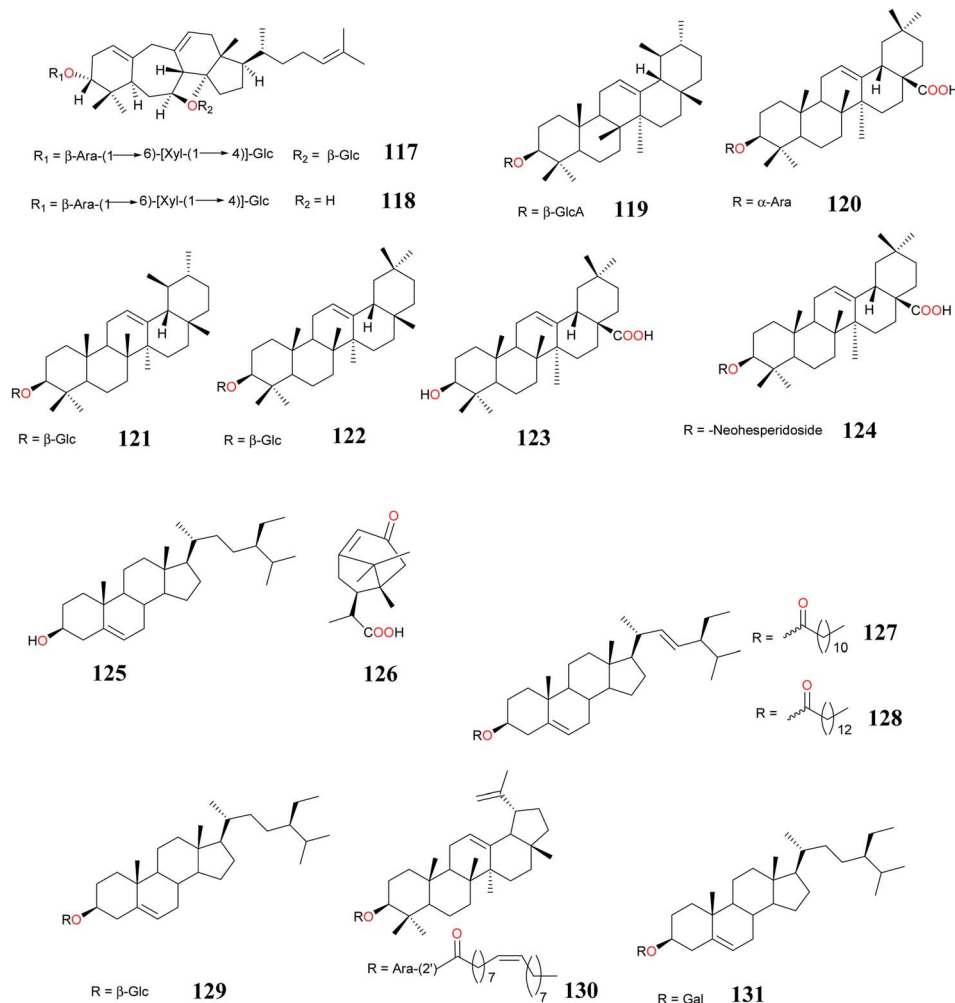 R₁O
H
H
H
H
OR₂
H
R₁ = β-Ara-(1→6)-[Xyl-(1→4)]-Glc R₂ = β-Glc 117
R₁ = β-Ara-(1→6)-[Xyl-(1→4)]-Glc R₂ = H 118
H
RO
R = β-GlcA 119
H
COOH
RO
R = α-Ara 120
H
RO
R = β-Glc 121
H
RO
R = β-Glc 122
H
COOH
HO
123
H
COOH
RO
R = -Neohesperidoside 124
HO
125
O
COOH
126
RO
R = O 10 127
R = O 12 128
RO
R = β-Glc 129
RO
R = Ara-(2') O 7 7 130
RO
R = Gal 131